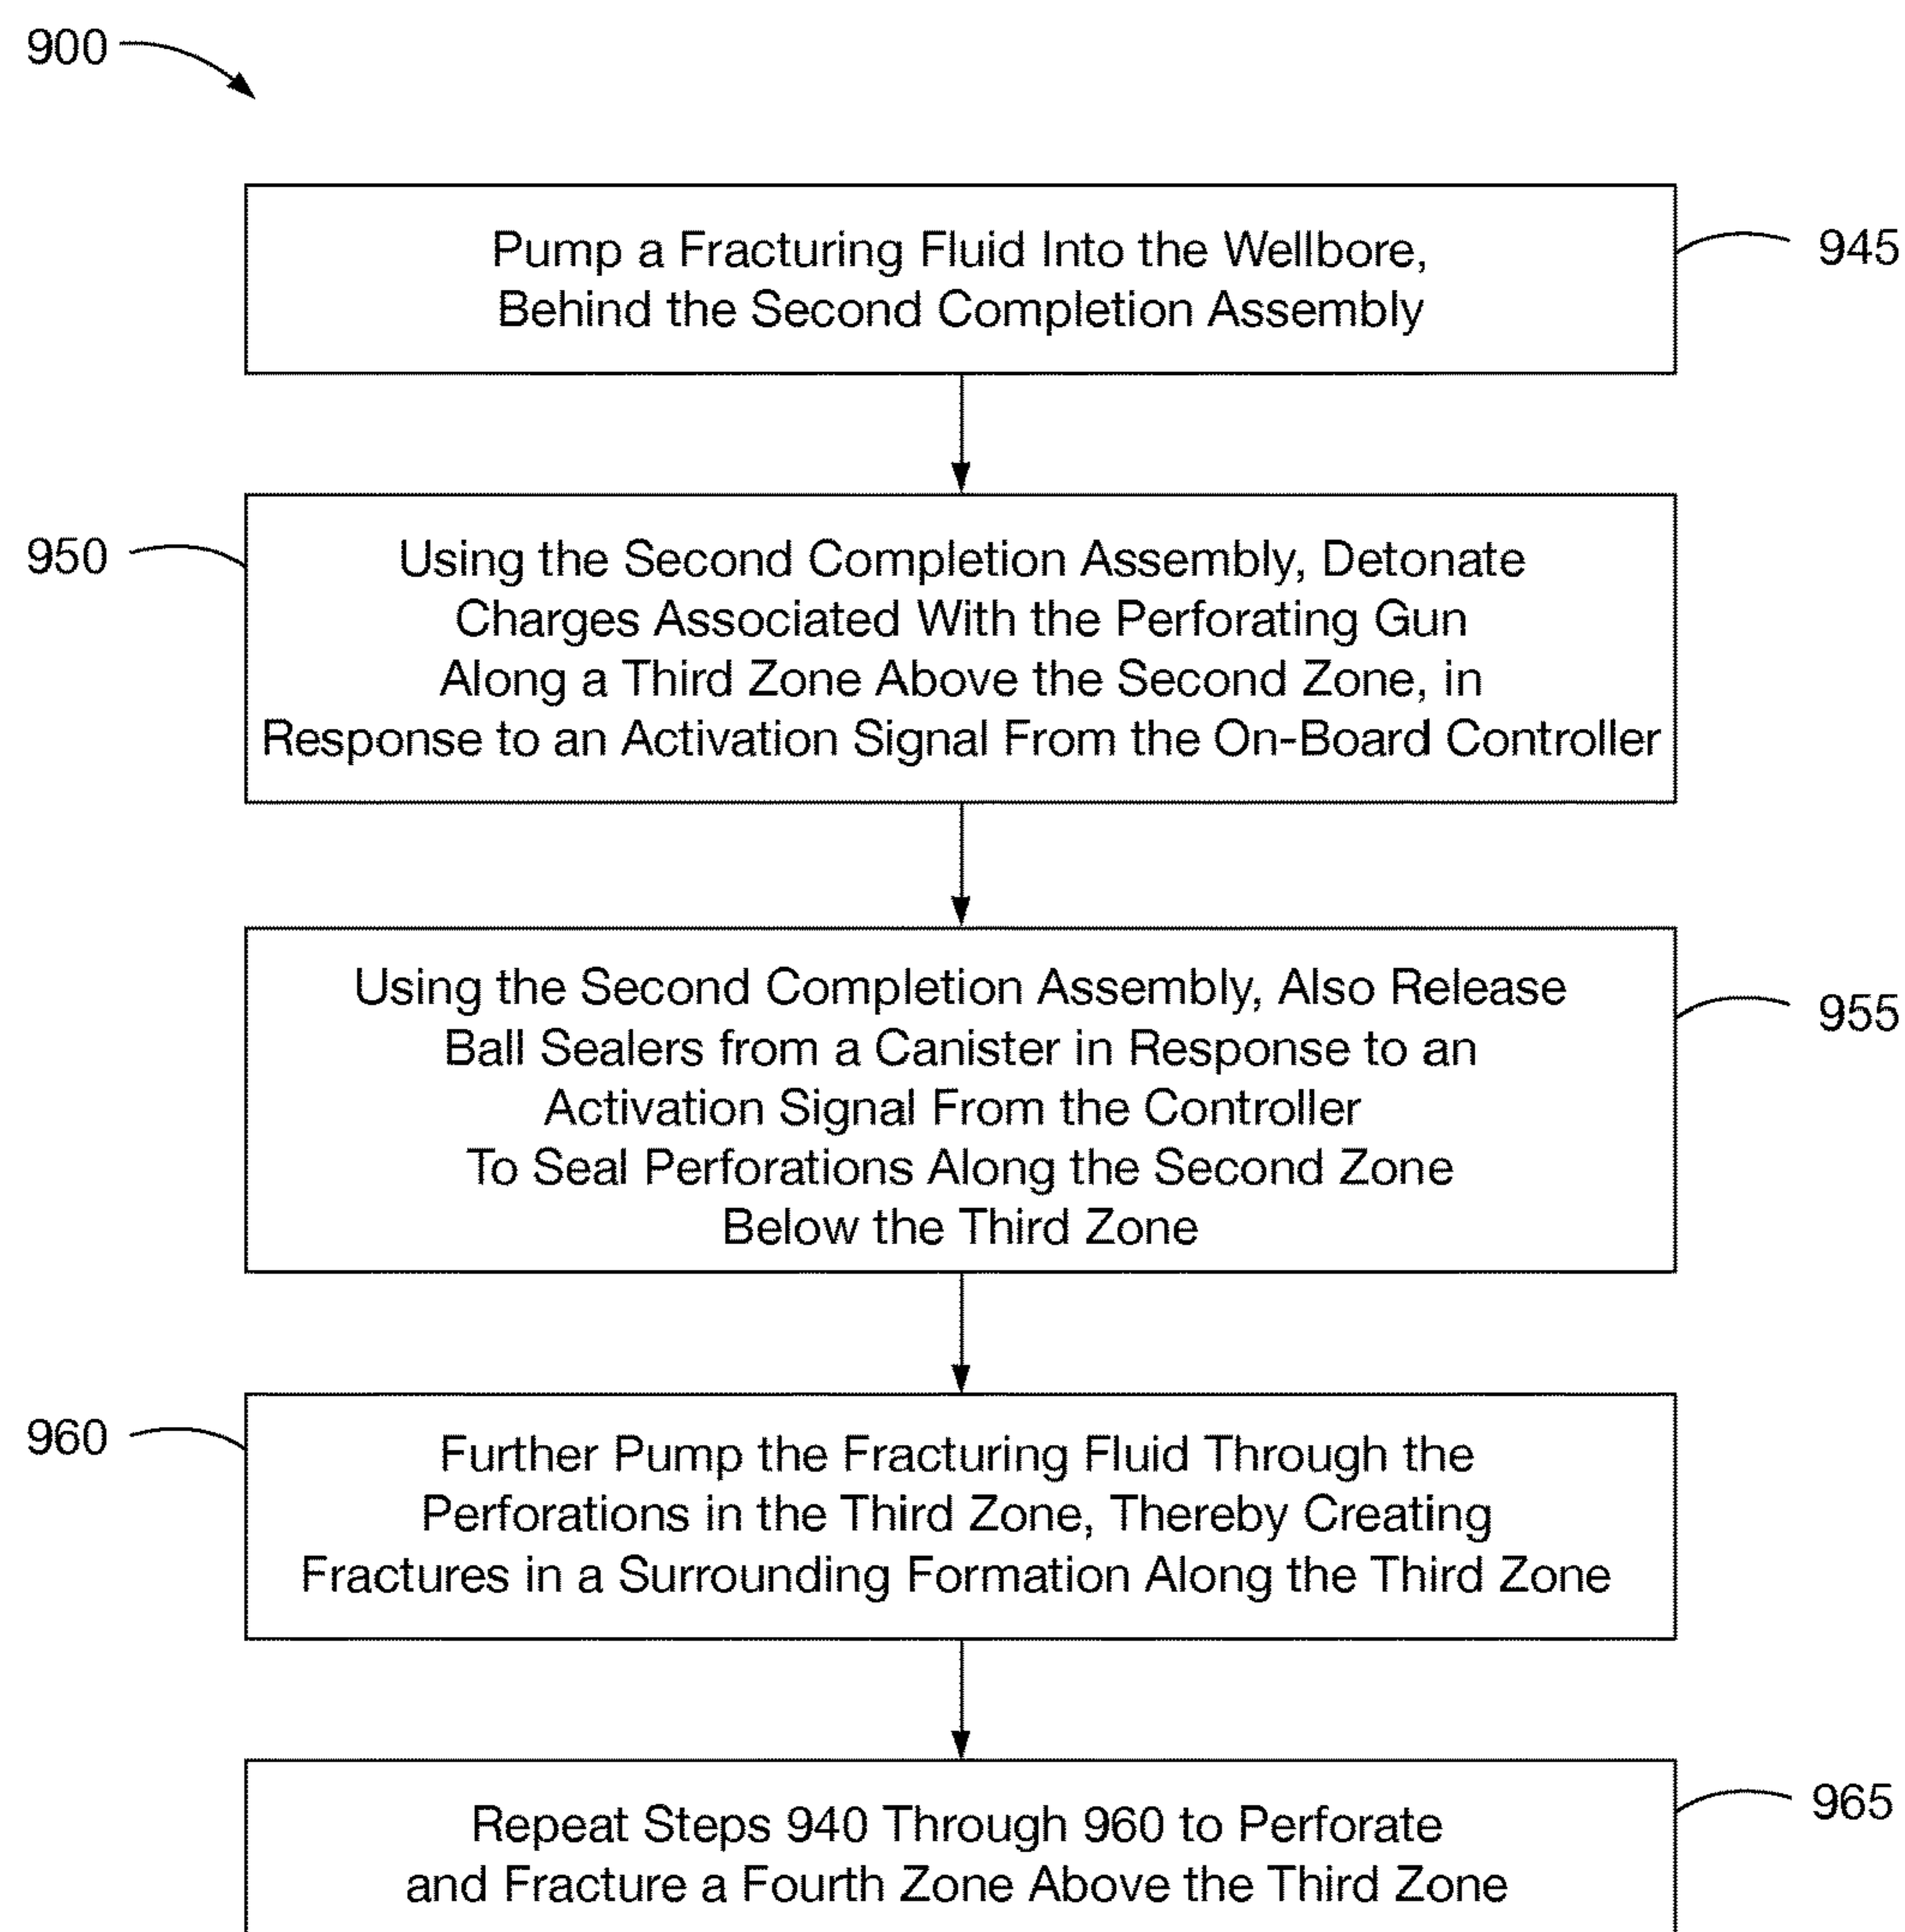 900
Pump a Fracturing Fluid Into the Wellbore,
Behind the Second Completion Assembly
945
950
Using the Second Completion Assembly, Detonate
Charges Associated With the Perforating Gun
Along a Third Zone Above the Second Zone, in
Response to an Activation Signal From the On-Board Controller
Using the Second Completion Assembly, Also Release
Ball Sealers from a Canister in Response to an
Activation Signal From the Controller
To Seal Perforations Along the Second Zone
Below the Third Zone
955
960
Further Pump the Fracturing Fluid Through the
Perforations in the Third Zone, Thereby Creating
Fractures in a Surrounding Formation Along the Third Zone
Repeat Steps 940 Through 960 to Perforate
and Fracture a Fourth Zone Above the Third Zone
965